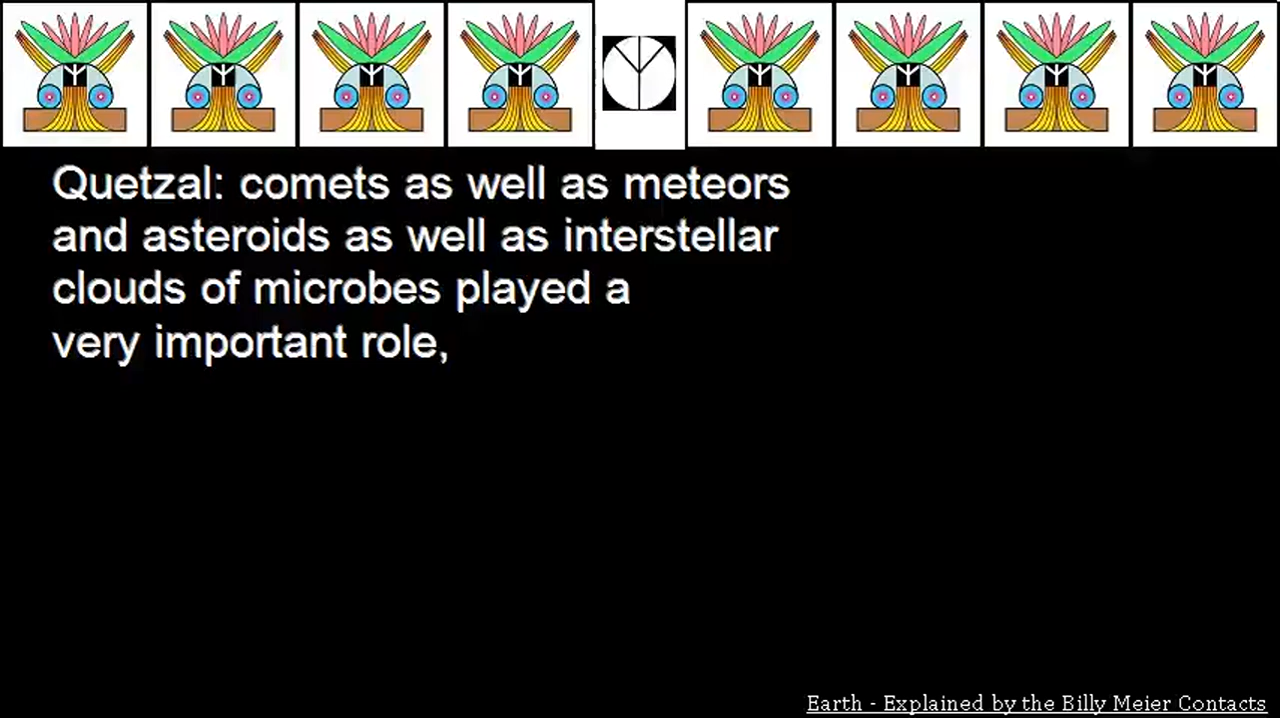 Quetzal: comets as well as meteors
and asteroids as well as interstellar
clouds of microbes played a
very important role,
Earth - Explained by the Billy Meier Contacts